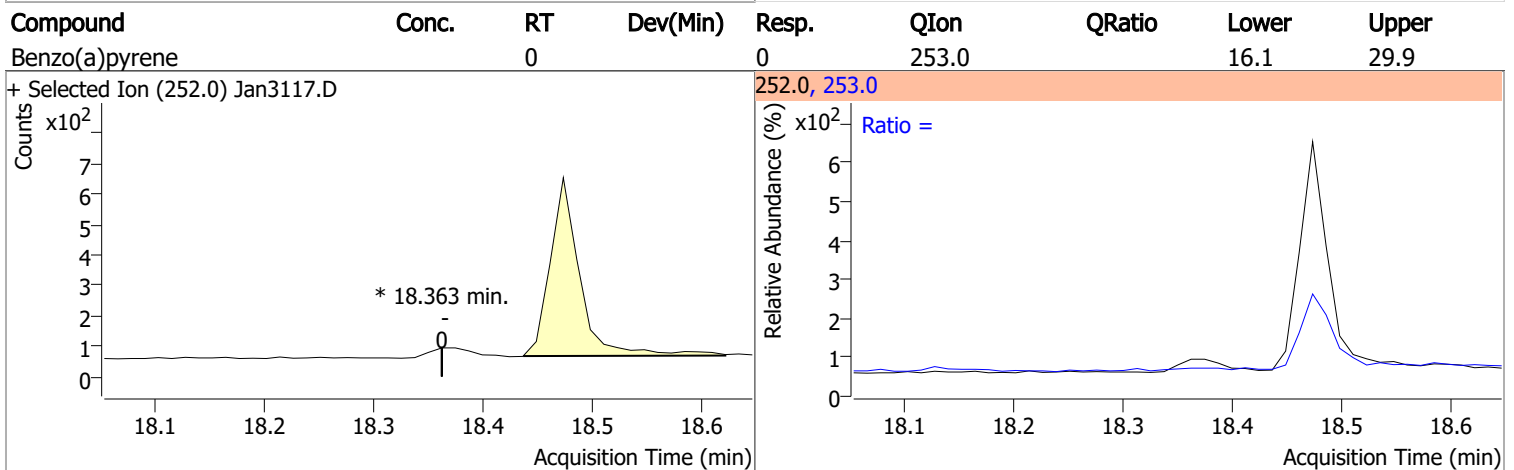 Compound Conc. RT Dev(Min) Resp. QIon QRatio Lower Upper
Benzo(a)pyrene 0 0 253.0 16.1 29.9
+ Selected Ion (252.0) Jan3117.D
Counts
x10²
7
6
5
4
3
2
1
0
* 18.363 min.
-
0
18.1 18.2 18.3 18.4 18.5 18.6
Acquisition Time (min)
252.0, 253.0
Relative Abundance (%)
x10²
Ratio =
6
5
4
3
2
1
0
18.1 18.2 18.3 18.4 18.5 18.6
Acquisition Time (min)